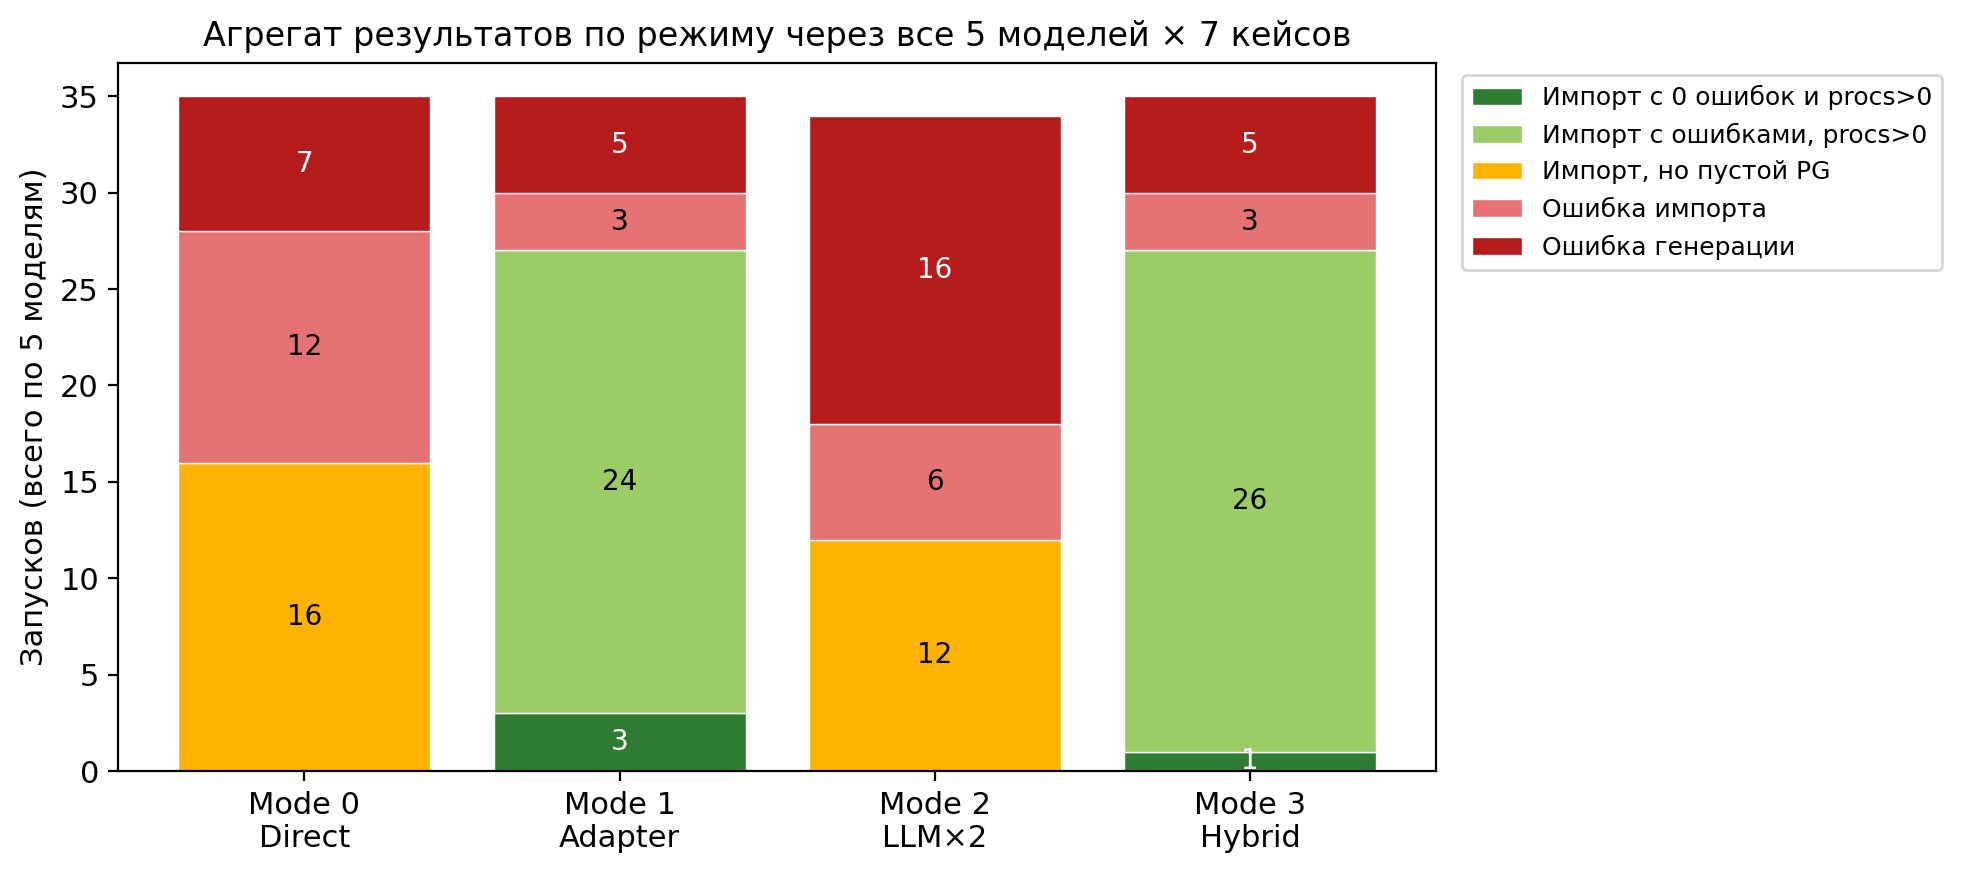 Агрегат результатов по режиму через все 5 моделей × 7 кейсов
Запусков (всего по 5 моделям)
35
30
25
20
15
10
5
0
7
12
16
5
3
24
3
16
6
12
5
3
26
1
Mode 0
Direct
Mode 1
Adapter
Mode 2
LLM×2
Mode 3
Hybrid
Импорт с 0 ошибок и procs>0
Импорт с ошибками, procs>0
Импорт, но пустой PG
Ошибка импорта
Ошибка генерации